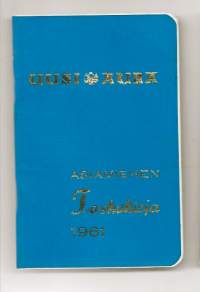 UUSI AURA
ASIAMIEHEN
Taskukirja
1961